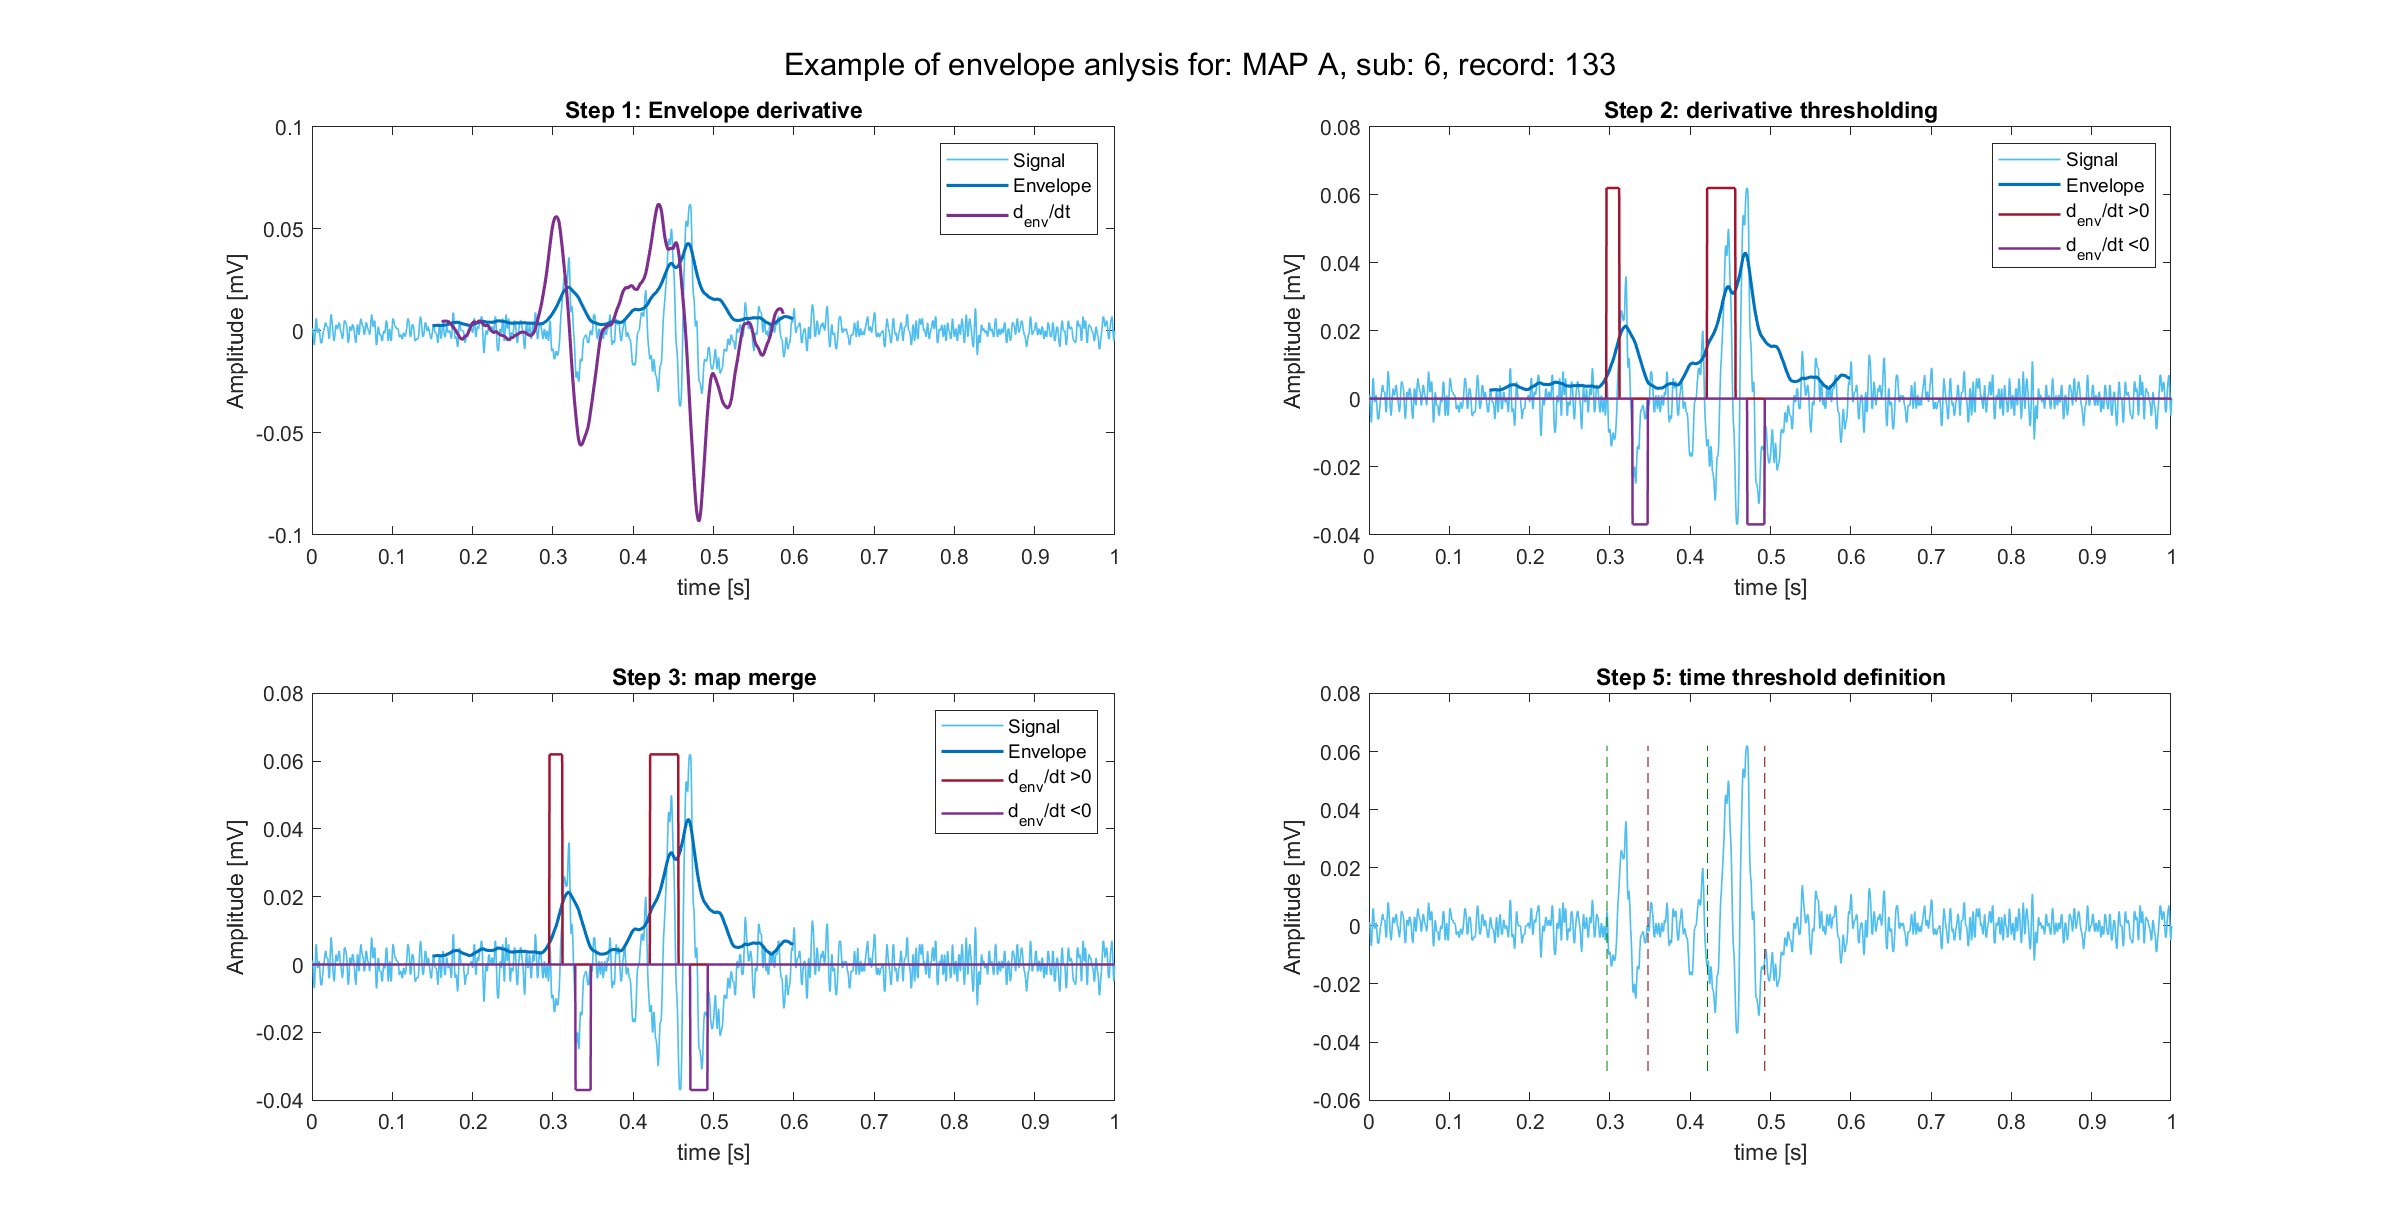 Example of envelope anlysis for: MAP A, sub: 6, record: 133
Step 1: Envelope derivative
0.1
0.05
0
-0.05
-0.1
Amplitude [mV]
0 0.1 0.2 0.3 0.4 0.5 0.6 0.7 0.8 0.9 1
time [s]
Signal
Envelope
d_env/dt
Step 2: derivative thresholding
0.08
0.06
0.04
0.02
0
-0.02
-0.04
Amplitude [mV]
0 0.1 0.2 0.3 0.4 0.5 0.6 0.7 0.8 0.9 1
time [s]
Signal
Envelope
d_env/dt >0
d_env/dt <0
Step 3: map merge
0.08
0.06
0.04
0.02
0
-0.02
-0.04
Amplitude [mV]
0 0.1 0.2 0.3 0.4 0.5 0.6 0.7 0.8 0.9 1
time [s]
Signal
Envelope
d_env/dt >0
d_env/dt <0
Step 5: time threshold definition
0.08
0.06
0.04
0.02
0
-0.02
-0.04
-0.06
Amplitude [mV]
0 0.1 0.2 0.3 0.4 0.5 0.6 0.7 0.8 0.9 1
time [s]